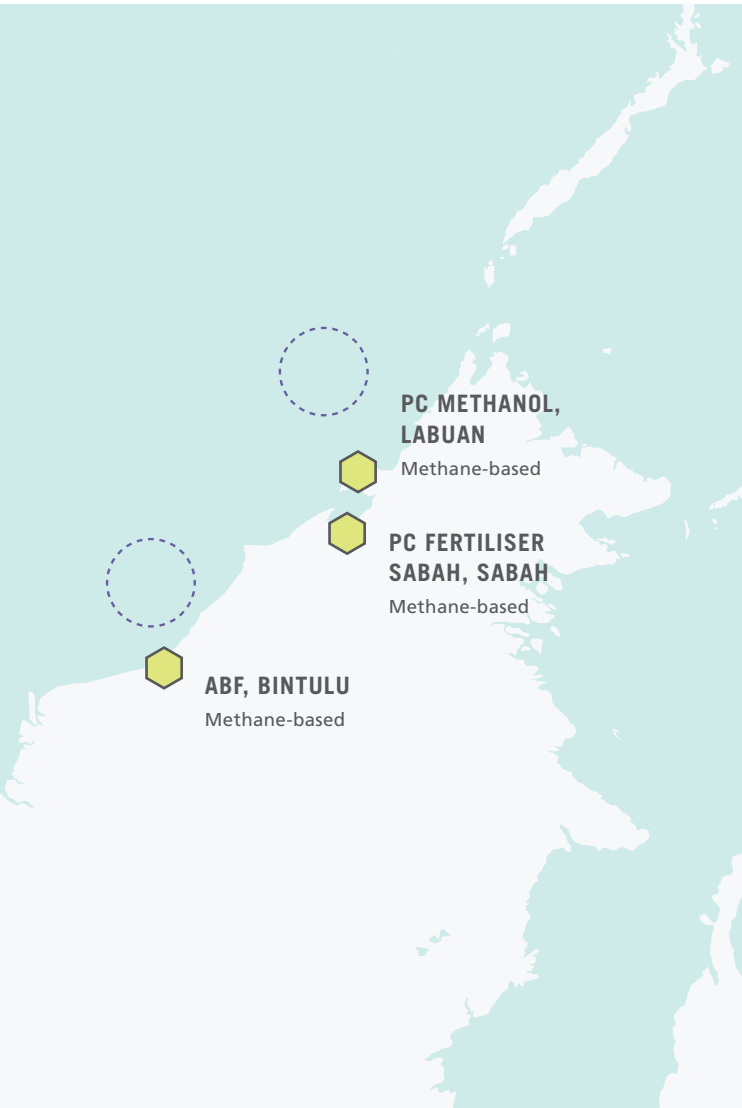 PC METHANOL,
LABUAN
Methane-based
PC FERTILISER
SABAH, SABAH
Methane-based
ABF, BINTULU
Methane-based